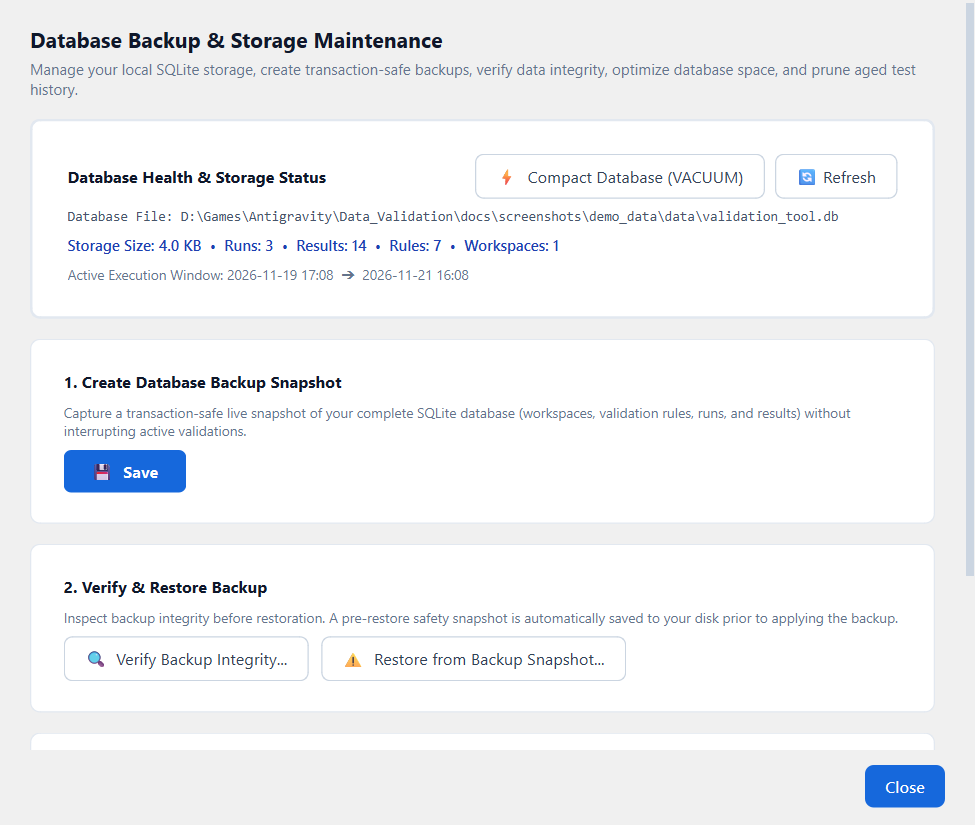 Database Backup & Storage Maintenance
Manage your local SQLite storage, create transaction-safe backups, verify data integrity, optimize database space, and prune aged test
history.
Database Health & Storage Status
Compact Database (VACUUM)
Refresh
Database File: D:\Games\Antigravity\Data_Validation\docs\screenshots\demo_data\data\validation_tool.db
Storage Size: 4.0 KB • Runs: 3 • Results: 14 • Rules: 7 • Workspaces: 1
Active Execution Window: 2026-11-19 17:08 → 2026-11-21 16:08
1. Create Database Backup Snapshot
Capture a transaction-safe live snapshot of your complete SQLite database (workspaces, validation rules, runs, and results) without
interrupting active validations.
Save
2. Verify & Restore Backup
Inspect backup integrity before restoration. A pre-restore safety snapshot is automatically saved to your disk prior to applying the backup.
Verify Backup Integrity...
Restore from Backup Snapshot...
Close